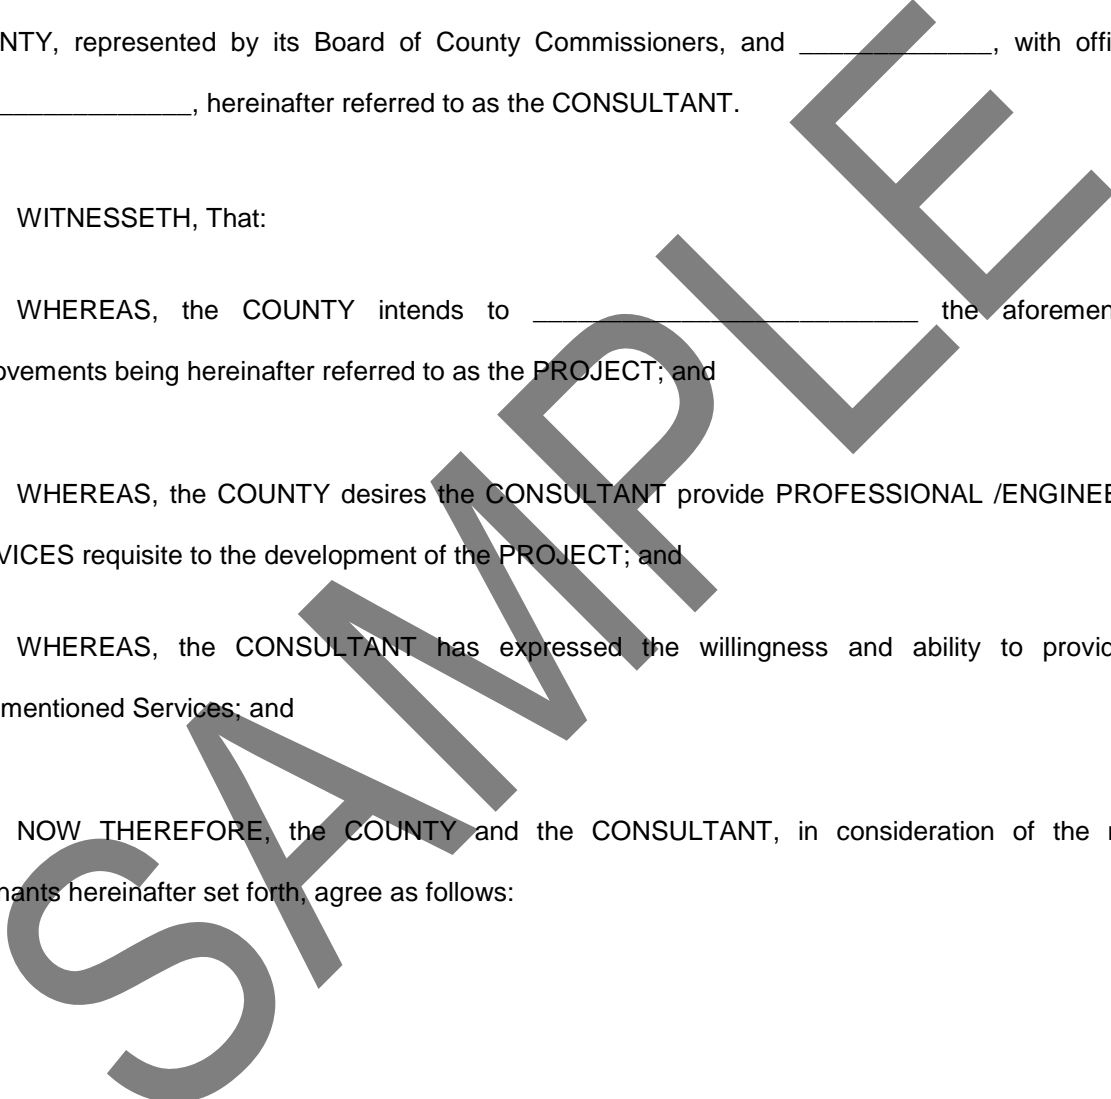 NTY, represented by its Board of County Commissioners, and _____________, with offi
_____________, hereinafter referred to as the CONSULTANT.
WITNESSETH, That:
WHEREAS, the COUNTY intends to __________________________ the aforemen
ovements being hereinafter referred to as the PROJECT; and
WHEREAS, the COUNTY desires the CONSULTANT provide PROFESSIONAL /ENGINEE
VICES requisite to the development of the PROJECT; and
WHEREAS, the CONSULTANT has expressed the willingness and ability to provid
mentioned Services; and
NOW THEREFORE, the COUNTY and the CONSULTANT, in consideration of the
nants hereinafter set forth, agree as follows:
SAMPLE